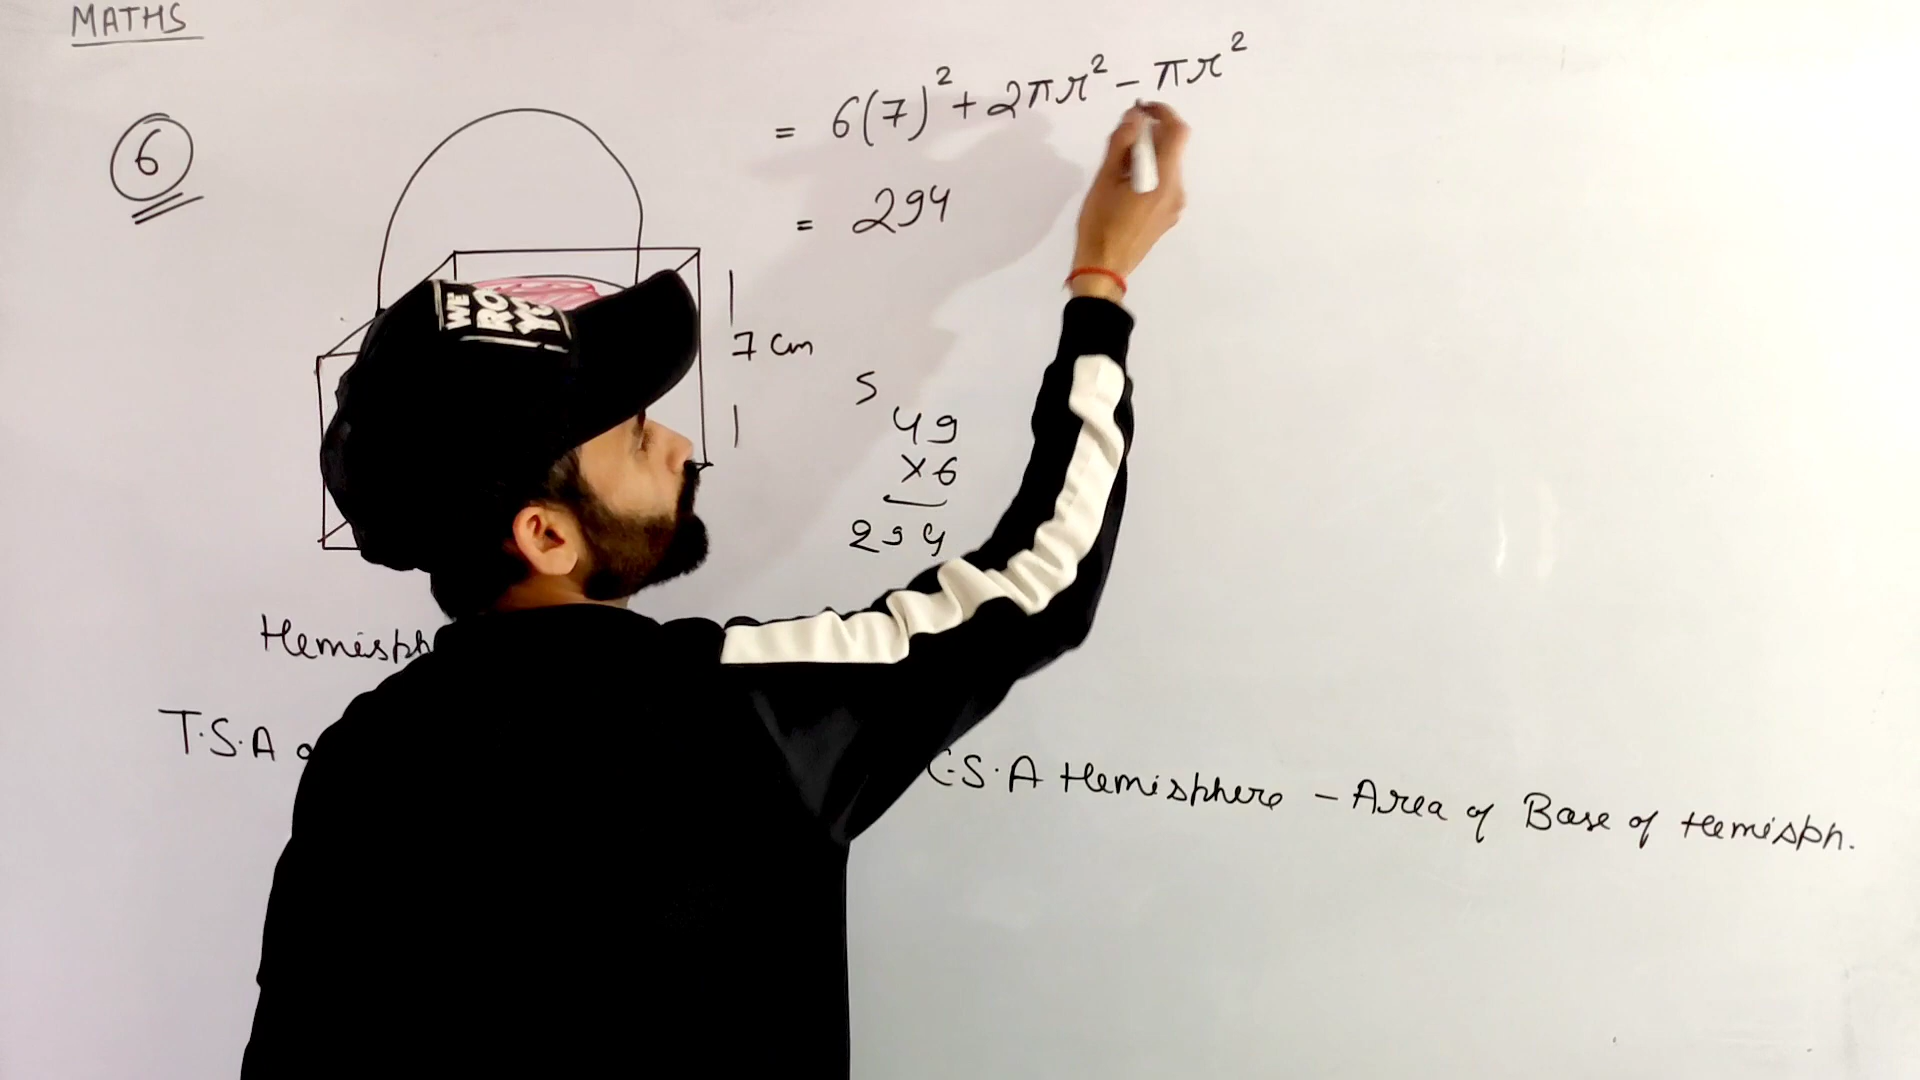 MATHS
6
= 6(7)² + 2πr² - πr²
= 294
WE
RO
YO
7 cm
5
49
×6
294
Hemisph
T.S.A
C.S.A Hemisphere - Area of Base of Hemisph.